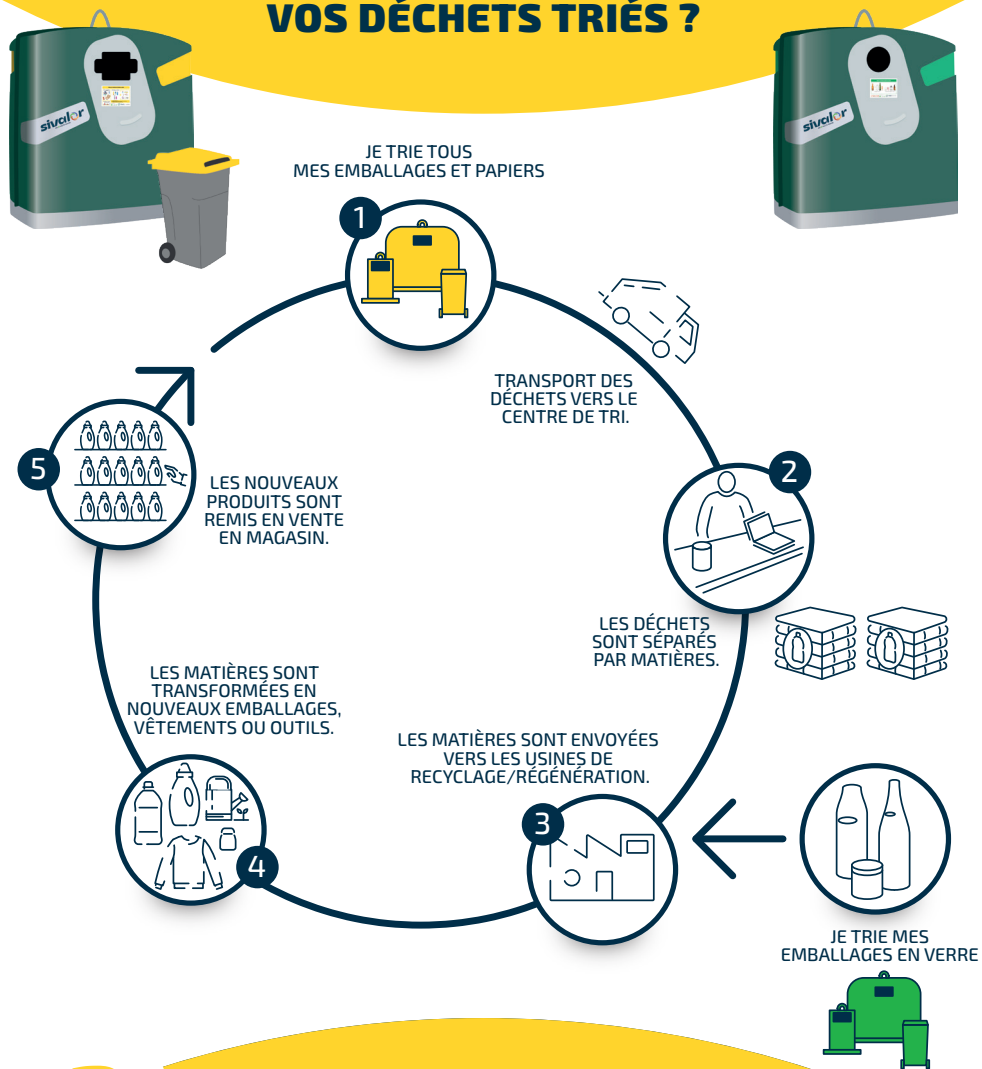 VOS DÉCHETS TRIÉS ?
sivalor
sivalor
JE TRIE TOUS
MES EMBALLAGES ET PAPIERS
1
TRANSPORT DES
DÉCHETS VERS LE
CENTRE DE TRI.
2
LES DÉCHETS
SONT SÉPARÉS
PAR MATIÈRES.
LES MATIÈRES SONT ENVOYÉES
VERS LES USINES DE
RECYCLAGE/RÉGÉNÉRATION.
3
JE TRIE MES
EMBALLAGES EN VERRE
LES MATIÈRES SONT
TRANSFORMÉES EN
NOUVEAUX EMBALLAGES,
VÊTEMENTS OU OUTILS.
4
5
LES NOUVEAUX
PRODUITS SONT
REMIS EN VENTE
EN MAGASIN.